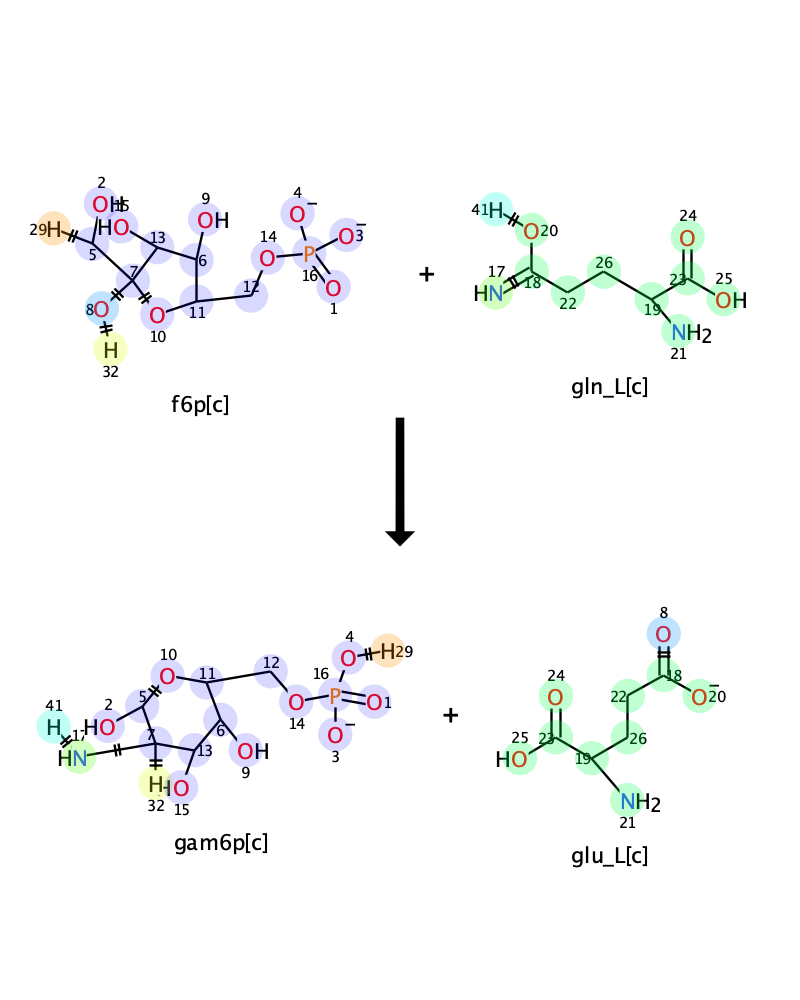 2 15 9 4
OH HO OH O⁻
29 H 5 13 7 6 14 O P O⁻ 3
16 O 1
8 O O 10 11 12
H 32
f6p[c]
+
41 H O 20 24 O
17 HN 18 26 23 25 OH
22 19 NH2 21
gln_L[c]
10 O 11 12 4 O H 29
16 P O 1
2 HO 5 14 O O⁻ 3
41 H 17 HN 7 13 6 OH 9
H 32 HO 15
gam6p[c]
+
8 O
24 O 18 22 O⁻ 20
25 HO 23 19 26
NH2 21
glu_L[c]